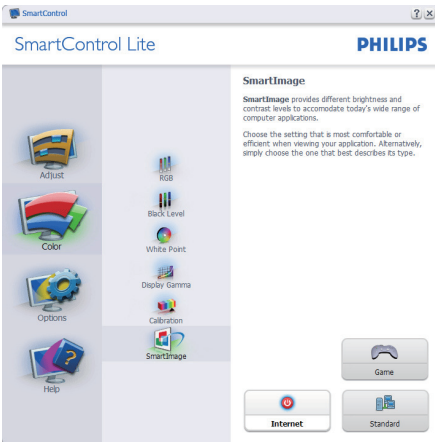 SmartControl
SmartControl Lite
PHILIPS
Adjust
Color
Options
Help
RGB
Black Level
White Point
Display Gamma
Calibration
SmartImage
SmartImage
SmartImage provides different brightness and
contrast levels to accomodate today's wide range of
computer applications.
Choose the setting that is most comfortable or
efficient when viewing your application. Alternatively,
simply choose the one that best describes its type.
Game
Internet
Standard